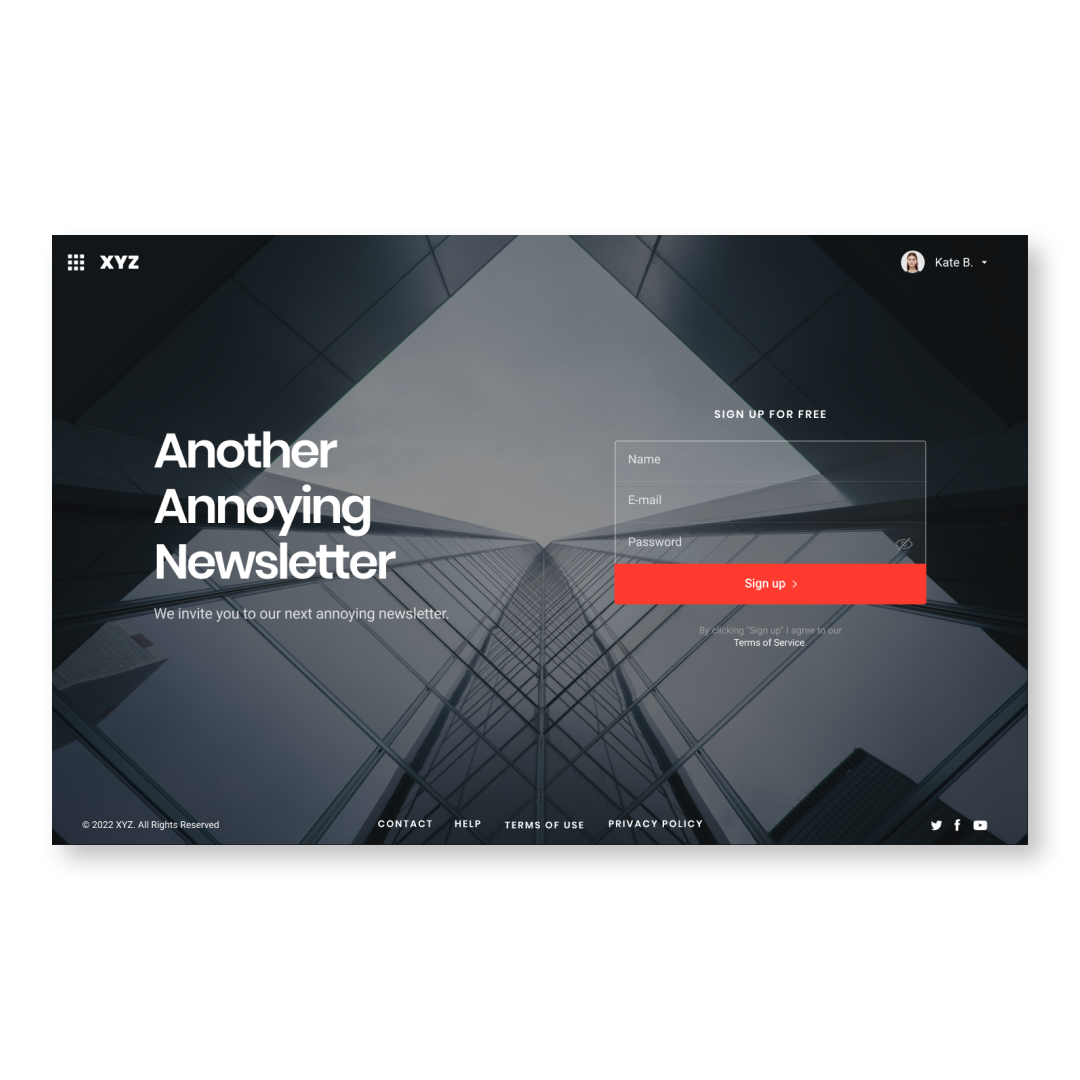 XYZ
Kate B.
Another
Annoying
Newsletter
We invite you to our next annoying newsletter.
SIGN UP FOR FREE
Name
E-mail
Password
Sign up
By clicking "Sign up" I agree to our
Terms of Service.
© 2022 XYZ. All Rights Reserved
CONTACT
HELP
TERMS OF USE
PRIVACY POLICY